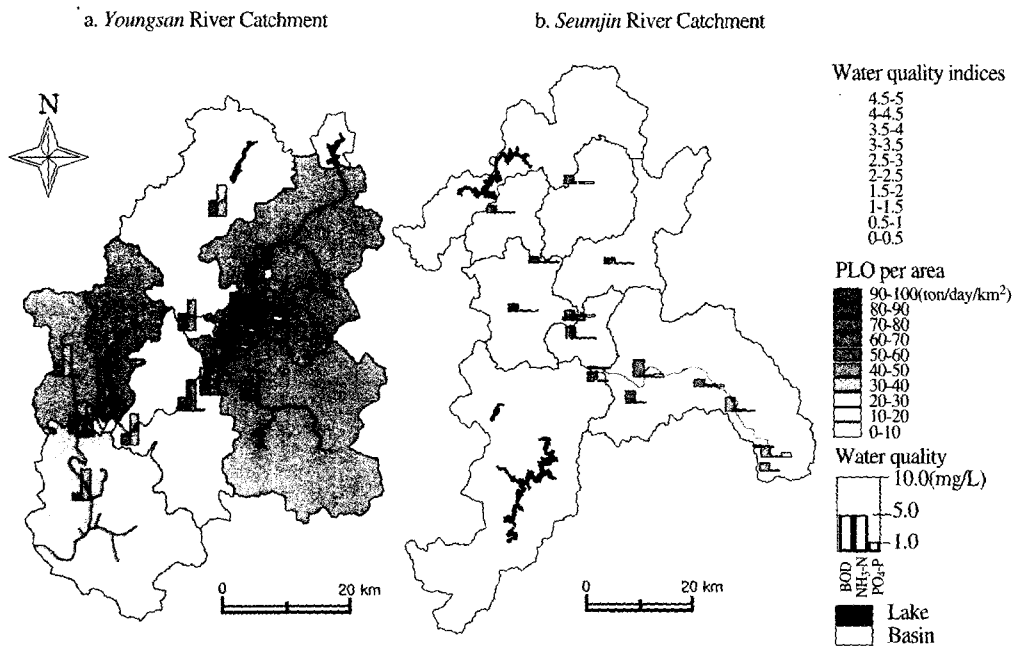 a. Youngsan River Catchment
b. Seumjin River Catchment
N
Water quality indices
4.5-5
4-4.5
3.5-4
3-3.5
2.5-3
2-2.5
1.5-2
1-1.5
0.5-1
0-0.5
PLO per area
90-100(ton/day/km²)
80-90
70-80
60-70
50-60
40-50
30-40
20-30
10-20
0-10
Water quality
10.0(mg/L)
5.0
1.0
BOD
NH₃-N
PO₄-P
Lake
Basin
0 20 km
0 20 km